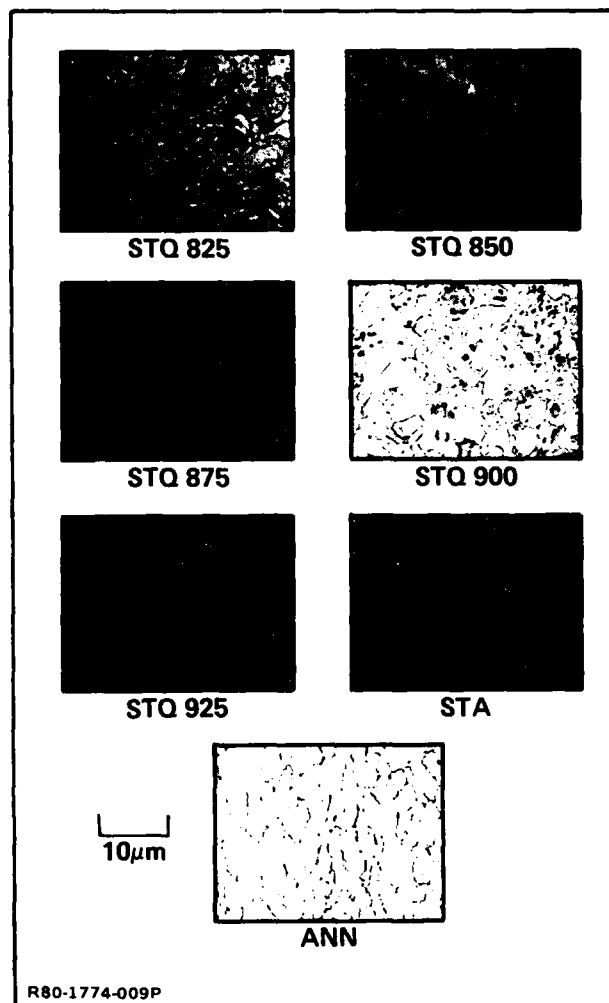 STQ 825
STQ 850
STQ 875
STQ 900
STQ 925
STA
10μm
ANN
R80-1774-009P